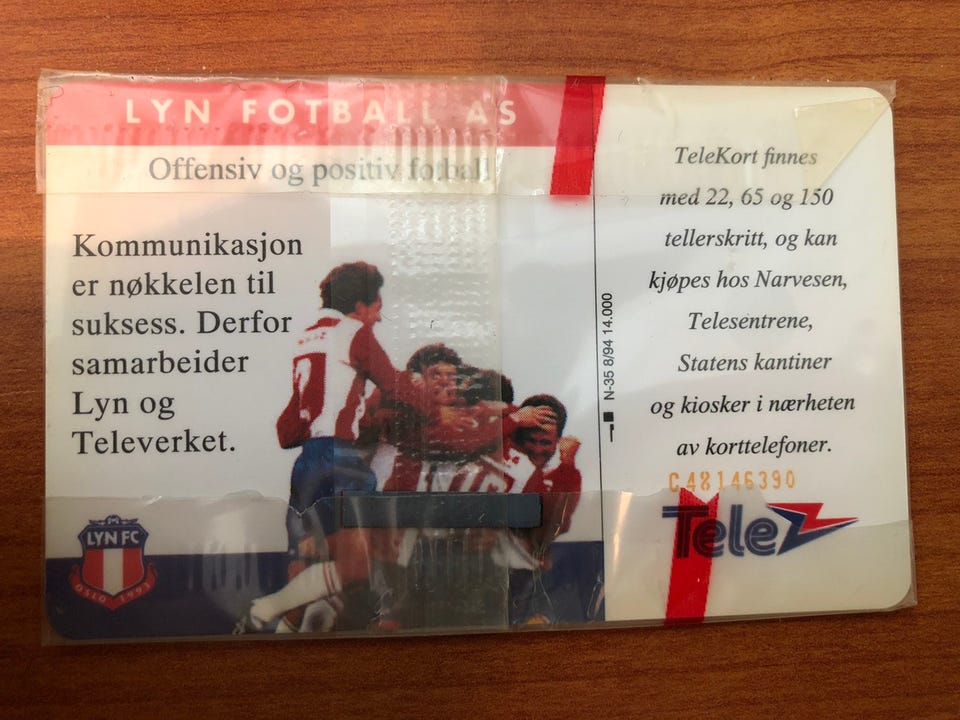 LYN FOTBALL AS
Offensiv og positiv fotball
Kommunikasjon
er nøkkelen til
suksess. Derfor
samarbeider
Lyn og
Televerket.
LYN FC
OSLO - 1993
N-35 8/94 14.000
TeleKort finnes
med 22, 65 og 150
tellerskritt, og kan
kjøpes hos Narvesen,
Telesentrene,
Statens kantiner
og kiosker i nærheten
av korttelefoner.
C48146390
Tele